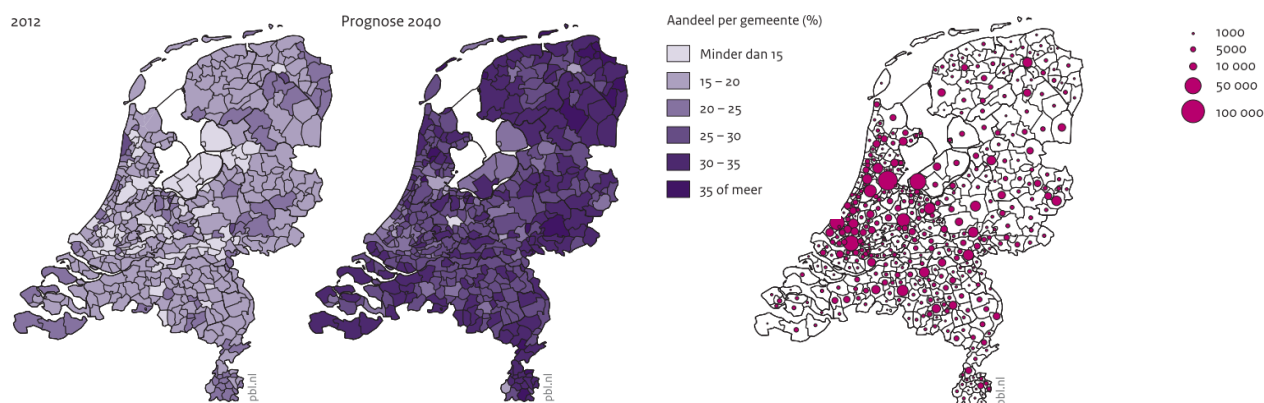 2012
Prognose 2040
Aandeel per gemeente (%)
Minder dan 15
15 – 20
20 – 25
25 – 30
30 – 35
35 of meer
1000
5000
10 000
50 000
100 000
pbl.nl
pbl.nl
pbl.nl